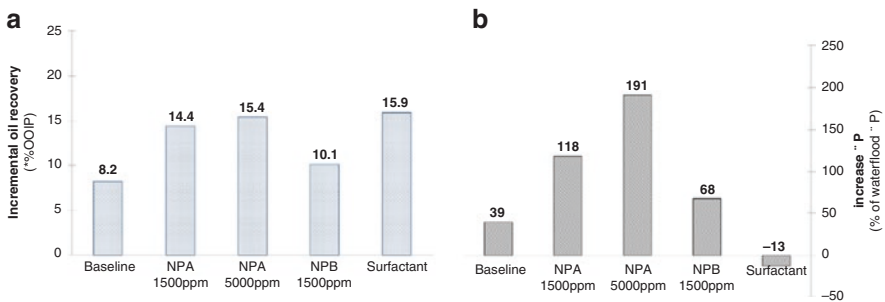 a
Incremental oil recovery
(*%OOIP)
25
20
15
10
5
0
8.2
14.4
15.4
10.1
15.9
Baseline
NPA
1500ppm
NPA
5000ppm
NPB
1500ppm
Surfactant
b
39
118
191
68
–13
Baseline
NPA
1500ppm
NPA
5000ppm
NPB
1500ppm
Surfactant
250
200
150
100
50
0
–50
increase ¨ P
(% of waterflood ¨ P)